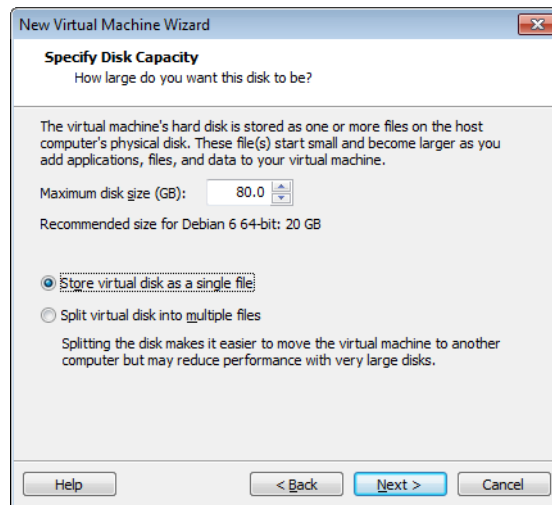 New Virtual Machine Wizard
Specify Disk Capacity
How large do you want this disk to be?
The virtual machine's hard disk is stored as one or more files on the host
computer's physical disk. These file(s) start small and become larger as you
add applications, files, and data to your virtual machine.
Maximum disk size (GB): 80.0
Recommended size for Debian 6 64-bit: 20 GB
Store virtual disk as a single file
Split virtual disk into multiple files
Splitting the disk makes it easier to move the virtual machine to another
computer but may reduce performance with very large disks.
Help < Back Next > Cancel